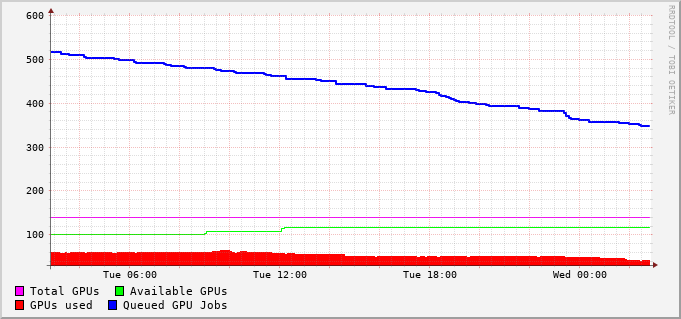 600
500
400
300
200
100
Tue 06:00 Tue 12:00 Tue 18:00 Wed 00:00
Total GPUs Available GPUs
GPUs used Queued GPU Jobs
RRDTOOL / TOBI OETIKER